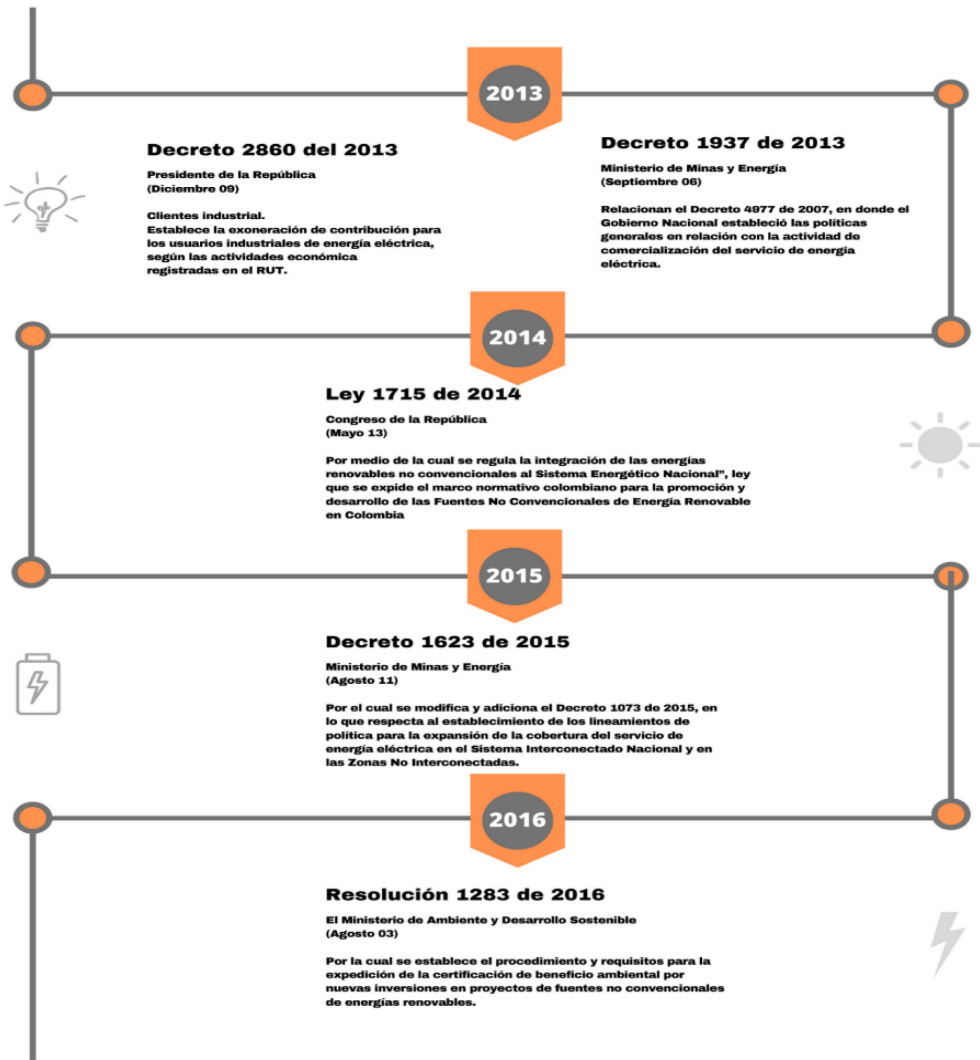 2013
Decreto 2860 del 2013
Presidente de la República
(Diciembre 09)
Clientes industrial.
Establece la exoneración de contribución para
los usuarios industriales de energía eléctrica,
según las actividades económica
registradas en el RUT.
Decreto 1937 de 2013
Ministerio de Minas y Energía
(Septiembre 06)
Relacionan el Decreto 4977 de 2007, en donde el
Gobierno Nacional estableció las políticas
generales en relación con la actividad de
comercialización del servicio de energía
eléctrica.
2014
Ley 1715 de 2014
Congreso de la República
(Mayo 13)
Por medio de la cual se regula la integración de las energías
renovables no convencionales al Sistema Energético Nacional”, ley
que se expide el marco normativo colombiano para la promoción y
desarrollo de las Fuentes No Convencionales de Energía Renovable
en Colombia
2015
Decreto 1623 de 2015
Ministerio de Minas y Energía
(Agosto 11)
Por el cual se modifica y adiciona el Decreto 1073 de 2015, en
lo que respecta al establecimiento de los lineamientos de
política para la expansión de la cobertura del servicio de
energía eléctrica en el Sistema Interconectado Nacional y en
las Zonas No Interconectadas.
2016
Resolución 1283 de 2016
El Ministerio de Ambiente y Desarrollo Sostenible
(Agosto 03)
Por la cual se establece el procedimiento y requisitos para la
expedición de la certificación de beneficio ambiental por
nuevas inversiones en proyectos de fuentes no convencionales
de energías renovables.